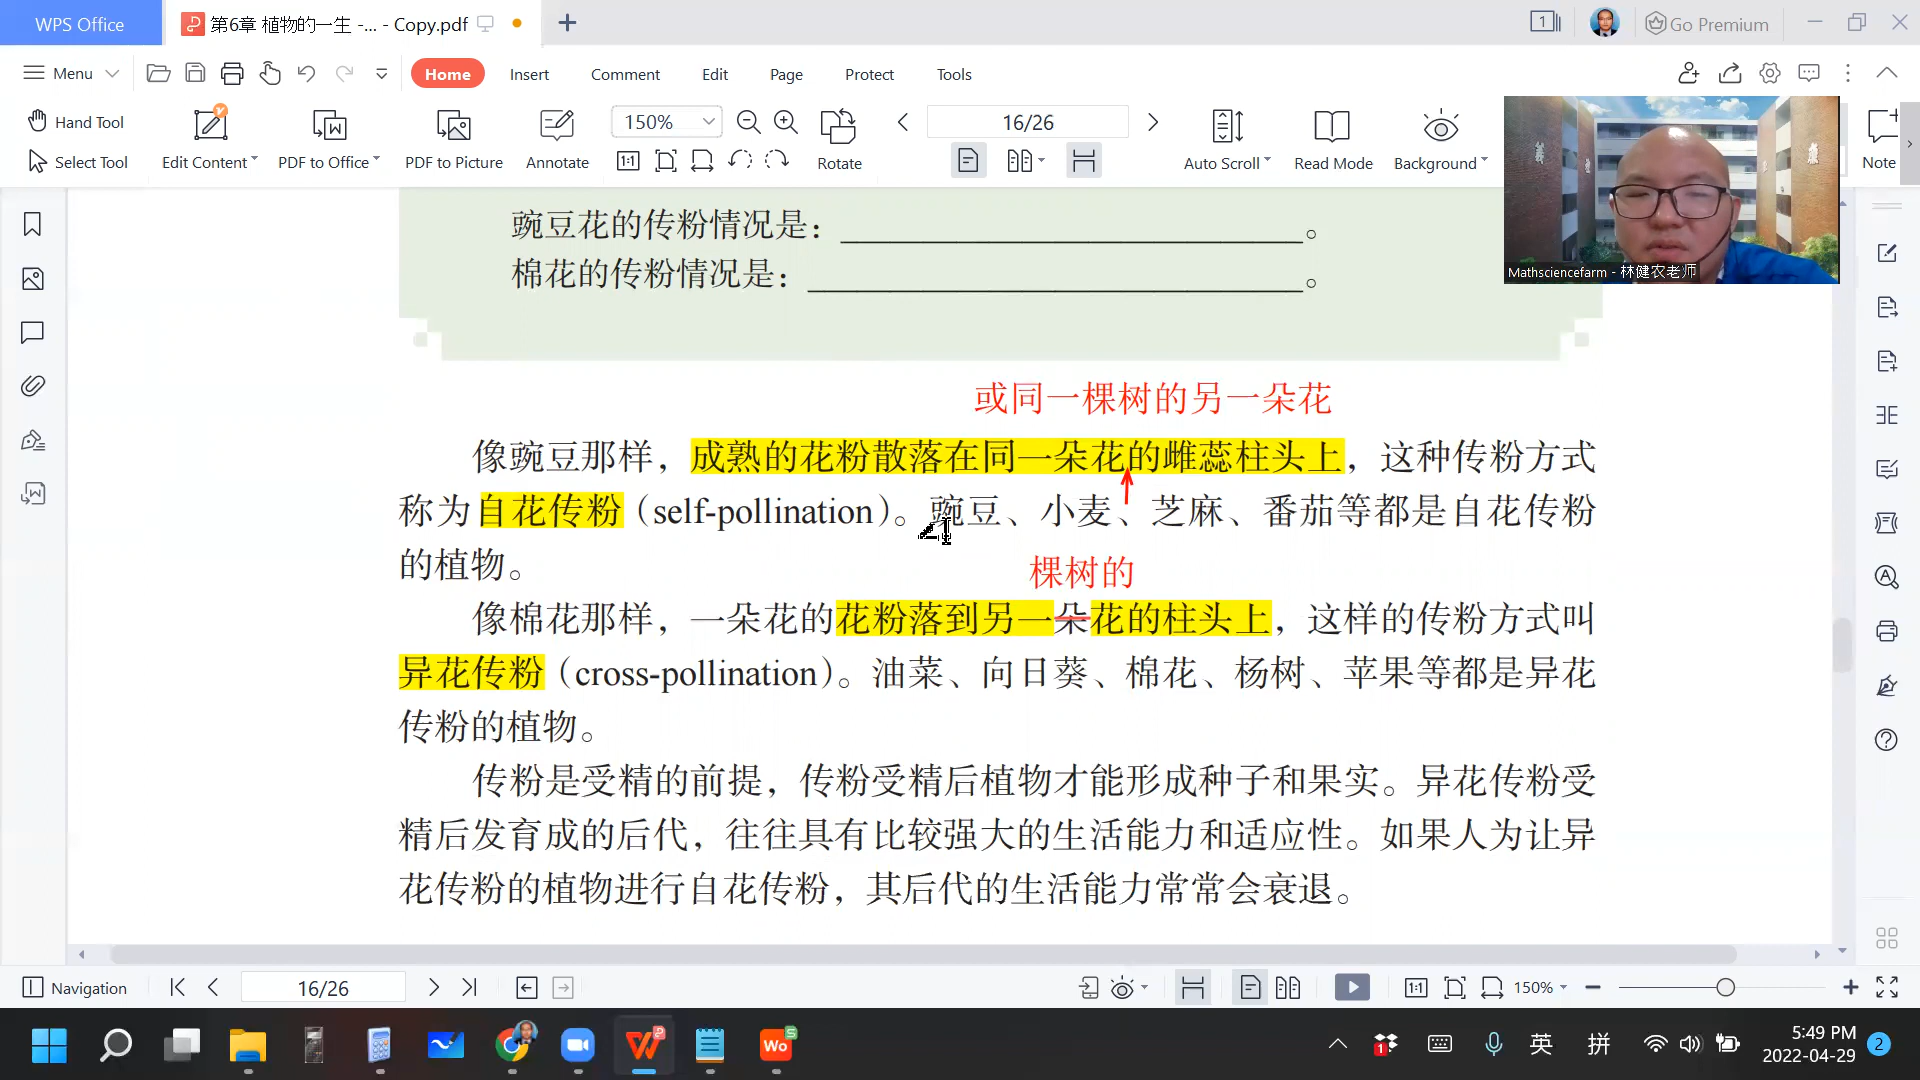 WPS Office
第6章 植物的一生 -... - Copy.pdf
1
Go Premium
Menu
Home
Insert
Comment
Edit
Page
Protect
Tools
Hand Tool
Select Tool
Edit Content
PDF to Office
PDF to Picture
Annotate
150%
1:1
Rotate
16/26
Auto Scroll
Read Mode
Background
Note
Mathsciencefarm - 林健农老师
豌豆花的传粉情况是：。
棉花的传粉情况是：。
或同一棵树的另一朵花
像豌豆那样，成熟的花粉散落在同一朵花的雌蕊柱头上，这种传粉方式
称为自花传粉（self-pollination）。豌豆、小麦、芝麻、番茄等都是自花传粉
的植物。
棵树的
像棉花那样，一朵花的花粉落到另一朵花的柱头上，这样的传粉方式叫
异花传粉（cross-pollination）。油菜、向日葵、棉花、杨树、苹果等都是异花
传粉的植物。
传粉是受精的前提，传粉受精后植物才能形成种子和果实。异花传粉受
精后发育成的后代，往往具有比较强大的生活能力和适应性。如果人为让异
花传粉的植物进行自花传粉，其后代的生活能力常常会衰退。
Navigation
16/26
1:1
150%
Wo
S
1
英
拼
5:49 PM
2022-04-29
2